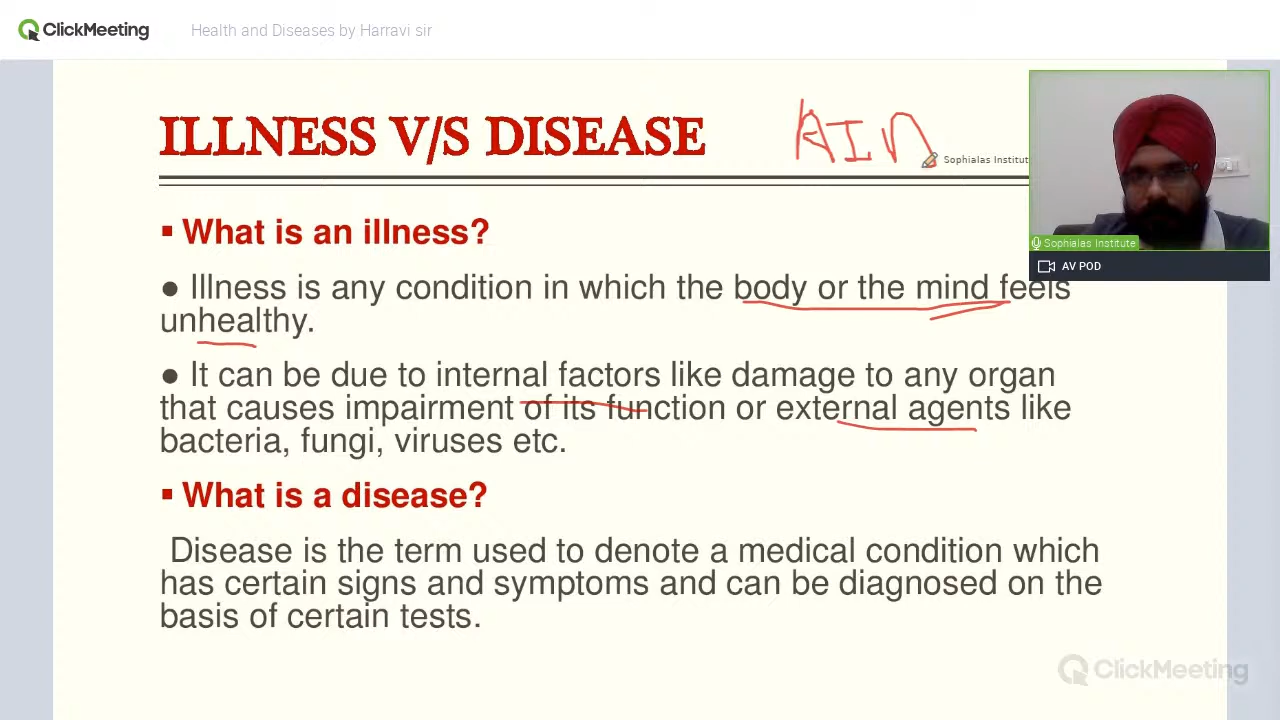 ClickMeeting Health and Diseases by Harravi sir
ILLNESS V/S DISEASE
Sophialas Institut
Sophialas Institute
AV POD
▪ What is an illness?
● Illness is any condition in which the body or the mind feels
unhealthy.
● It can be due to internal factors like damage to any organ
that causes impairment of its function or external agents like
bacteria, fungi, viruses etc.
▪ What is a disease?
Disease is the term used to denote a medical condition which
has certain signs and symptoms and can be diagnosed on the
basis of certain tests.
ClickMeeting